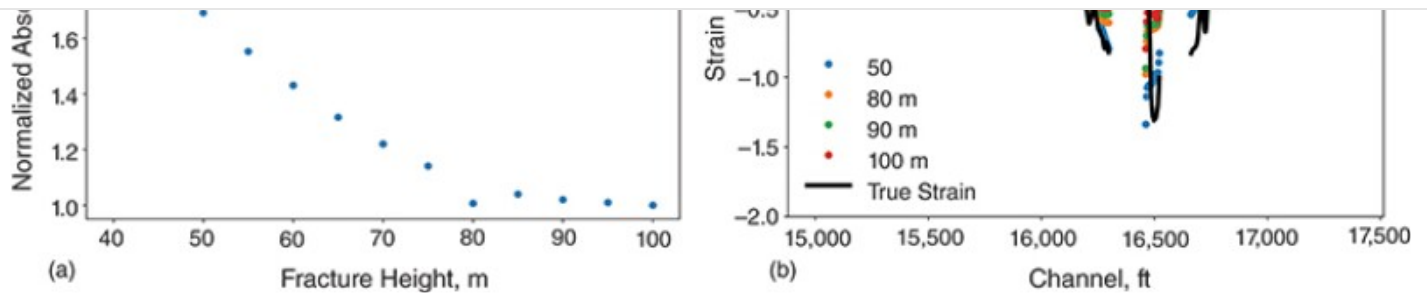 Normalized Abso
1.6
1.4
1.2
1.0
40 50 60 70 80 90 100
(a)
Fracture Height, m
Strain
−0.5
−1.0
−1.5
−2.0
50
80 m
90 m
100 m
True Strain
15,000 15,500 16,000 16,500 17,000 17,500
(b)
Channel, ft